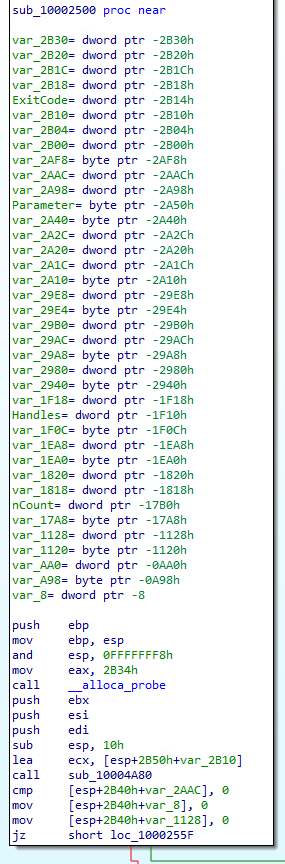 sub_10002500 proc near
var_2B30= dword ptr -2B30h
var_2B20= dword ptr -2B20h
var_2B1C= dword ptr -2B1Ch
var_2B18= dword ptr -2B18h
ExitCode= dword ptr -2B14h
var_2B10= dword ptr -2B10h
var_2B04= dword ptr -2B04h
var_2B00= dword ptr -2B00h
var_2AF8= byte ptr -2AF8h
var_2AAC= dword ptr -2AACh
var_2A98= dword ptr -2A98h
Parameter= byte ptr -2A50h
var_2A40= byte ptr -2A40h
var_2A2C= dword ptr -2A2Ch
var_2A20= dword ptr -2A20h
var_2A1C= dword ptr -2A1Ch
var_2A10= byte ptr -2A10h
var_29E8= dword ptr -29E8h
var_29E4= byte ptr -29E4h
var_29B0= dword ptr -29B0h
var_29AC= dword ptr -29ACh
var_29A8= byte ptr -29A8h
var_2980= dword ptr -2980h
var_2940= byte ptr -2940h
var_1F18= dword ptr -1F18h
Handles= dword ptr -1F10h
var_1F0C= byte ptr -1F0Ch
var_1EA8= dword ptr -1EA8h
var_1EA0= byte ptr -1EA0h
var_1820= dword ptr -1820h
var_1818= dword ptr -1818h
nCount= dword ptr -17B0h
var_17A8= byte ptr -17A8h
var_1128= dword ptr -1128h
var_1120= byte ptr -1120h
var_AA0= dword ptr -0AA0h
var_A98= byte ptr -0A98h
var_8= dword ptr -8
push ebp
mov ebp, esp
and esp, 0FFFFFFF8h
mov eax, 2B34h
call __alloca_probe
push ebx
push esi
push edi
sub esp, 10h
lea ecx, [esp+2B50h+var_2B10]
call sub_10004A80
cmp [esp+2B40h+var_2AAC], 0
mov [esp+2B40h+var_8], 0
mov [esp+2B40h+var_1128], 0
jz short loc_1000255F